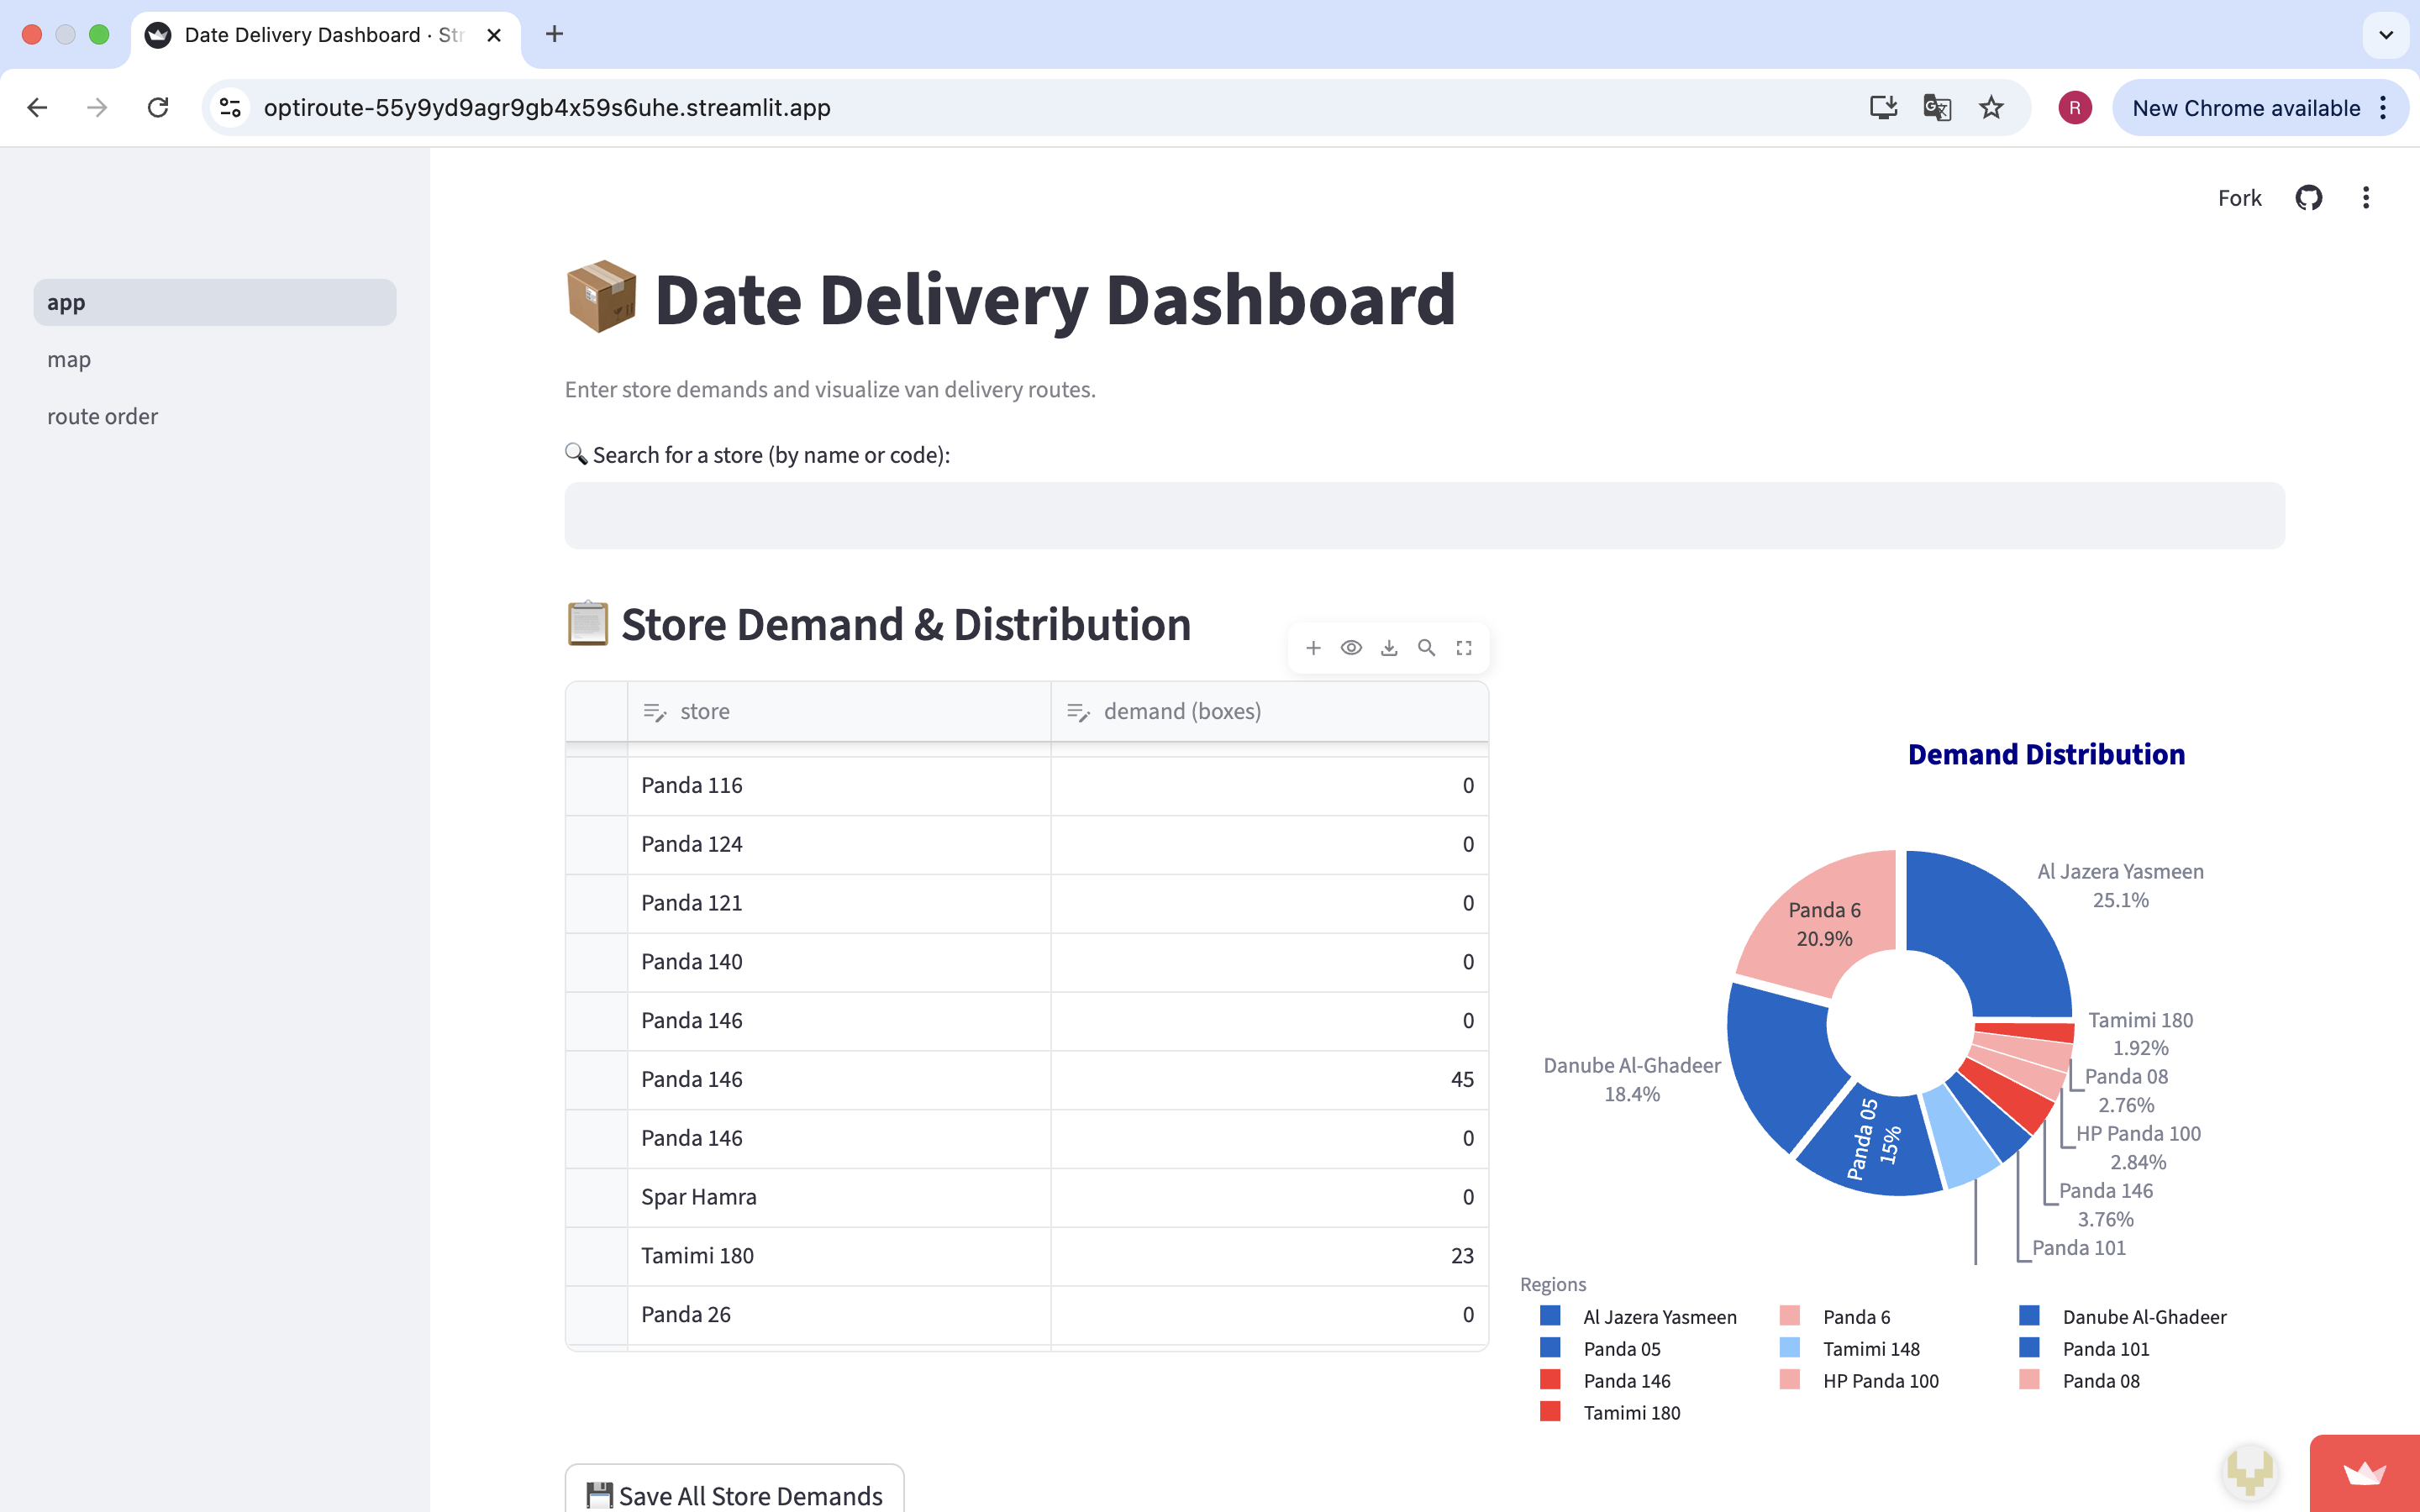 Date Delivery Dashboard · Str
optiroute-55y9yd9agr9gb4x59s6uhe.streamlit.app
R
New Chrome available
Fork
app
map
route order
Date Delivery Dashboard
Enter store demands and visualize van delivery routes.
Search for a store (by name or code):
Store Demand & Distribution
store demand (boxes)
Panda 116 0
Panda 124 0
Panda 121 0
Panda 140 0
Panda 146 0
Panda 146 45
Panda 146 0
Spar Hamra 0
Tamimi 180 23
Panda 26 0
Demand Distribution
Al Jazera Yasmeen
25.1%
Panda 6
20.9%
Tamimi 180
1.92%
Danube Al-Ghadeer
18.4%
Panda 08
2.76%
Panda 05
15%
HP Panda 100
2.84%
Panda 146
3.76%
Panda 101
Regions
Al Jazera Yasmeen Panda 6 Danube Al-Ghadeer
Panda 05 Tamimi 148 Panda 101
Panda 146 HP Panda 100 Panda 08
Tamimi 180
Save All Store Demands